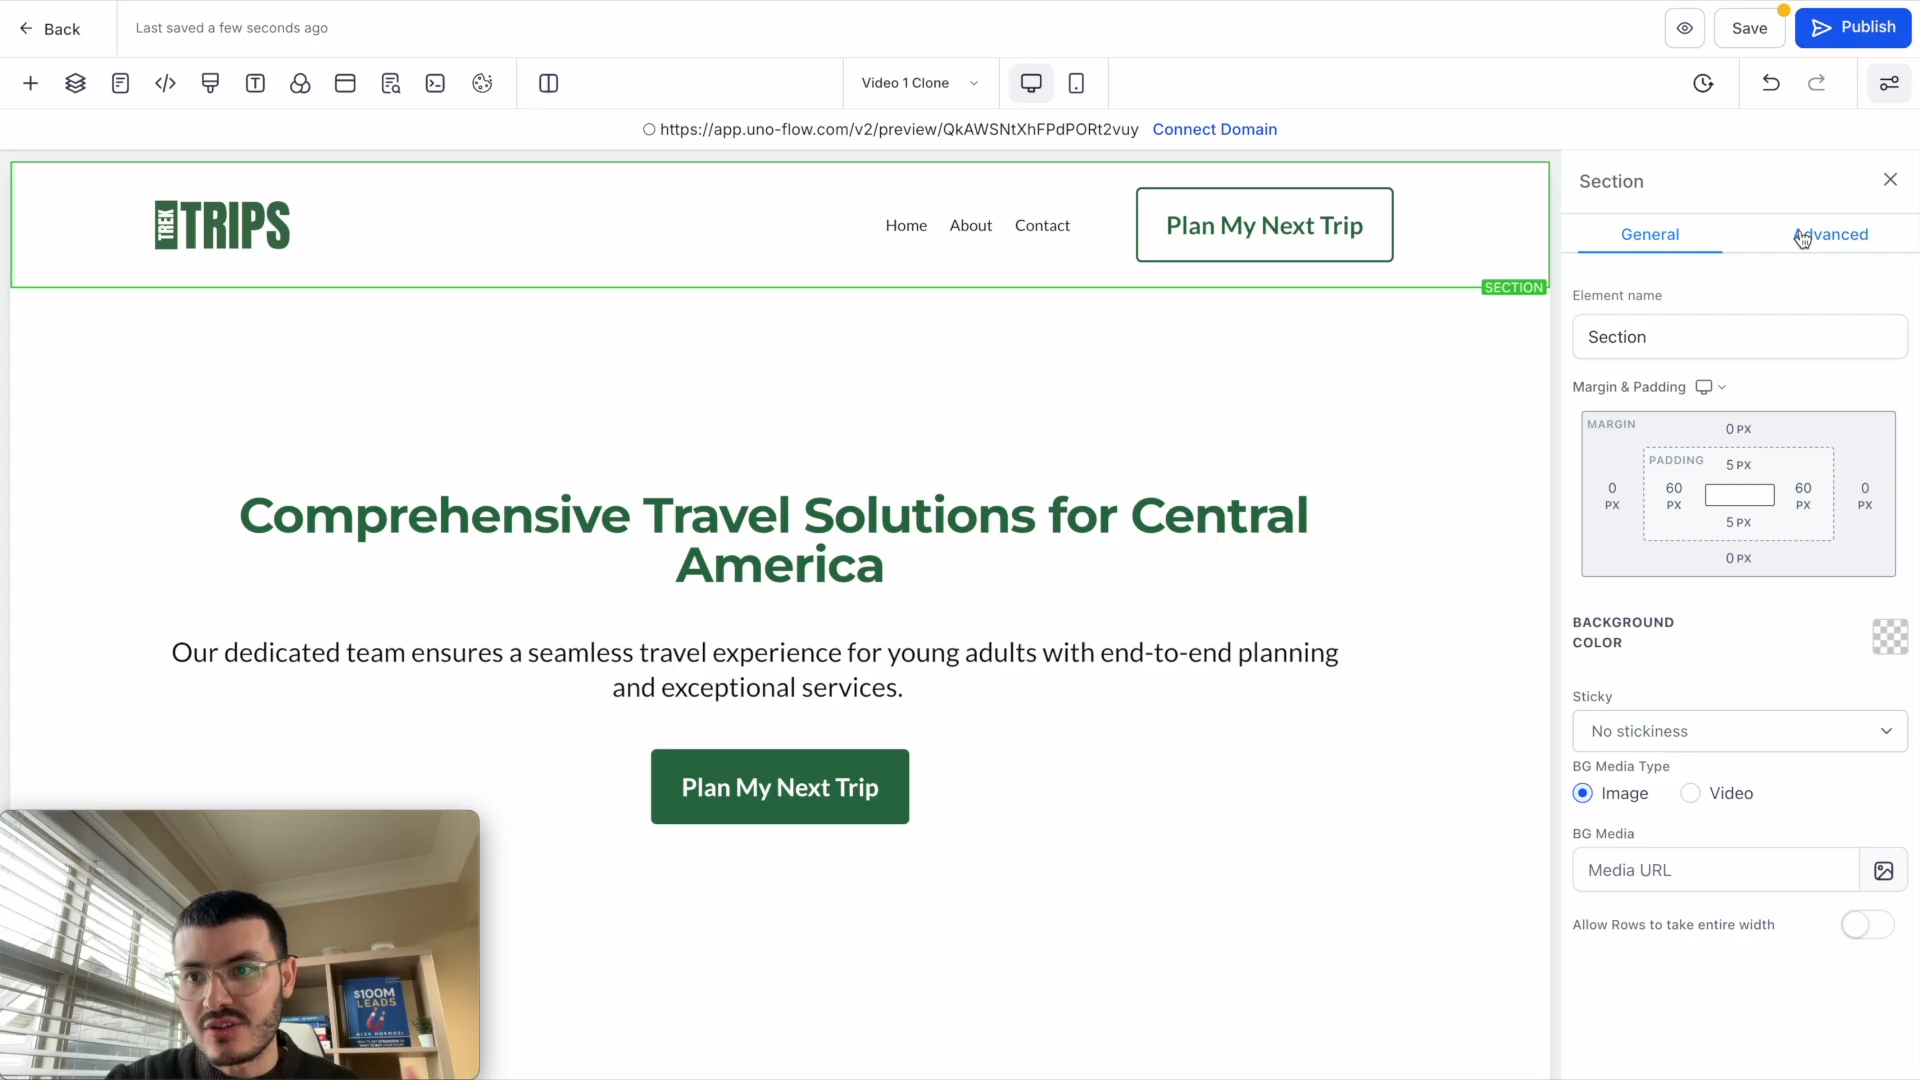 Back
Last saved a few seconds ago
Save
Publish
Video 1 Clone
https://app.uno-flow.com/v2/preview/QkAWSNtXhFPdPORt2vuy Connect Domain
TREK TRIPS
Home About Contact
Plan My Next Trip
SECTION
Comprehensive Travel Solutions for Central
America
Our dedicated team ensures a seamless travel experience for young adults with end-to-end planning
and exceptional services.
Plan My Next Trip
Section
General Advanced
Element name
Section
Margin & Padding
MARGIN
0 PX
PADDING
5 PX
0 PX
60 PX
60 PX
0 PX
5 PX
0 PX
BACKGROUND
COLOR
Sticky
No stickiness
BG Media Type
Image Video
BG Media
Media URL
Allow Rows to take entire width
$100M
LEADS
ALEX HORMOZI